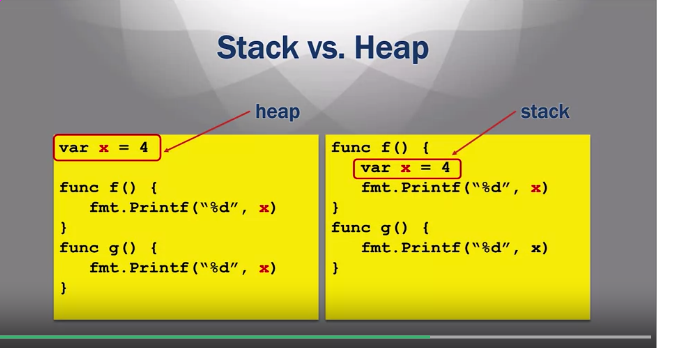 Stack vs. Heap
heap
stack
var x = 4
func f() {
fmt.Printf(“%d”, x)
}
func g() {
fmt.Printf(“%d”, x)
}
func f() {
var x = 4
fmt.Printf(“%d”, x)
}
func g() {
fmt.Printf(“%d”, x)
}